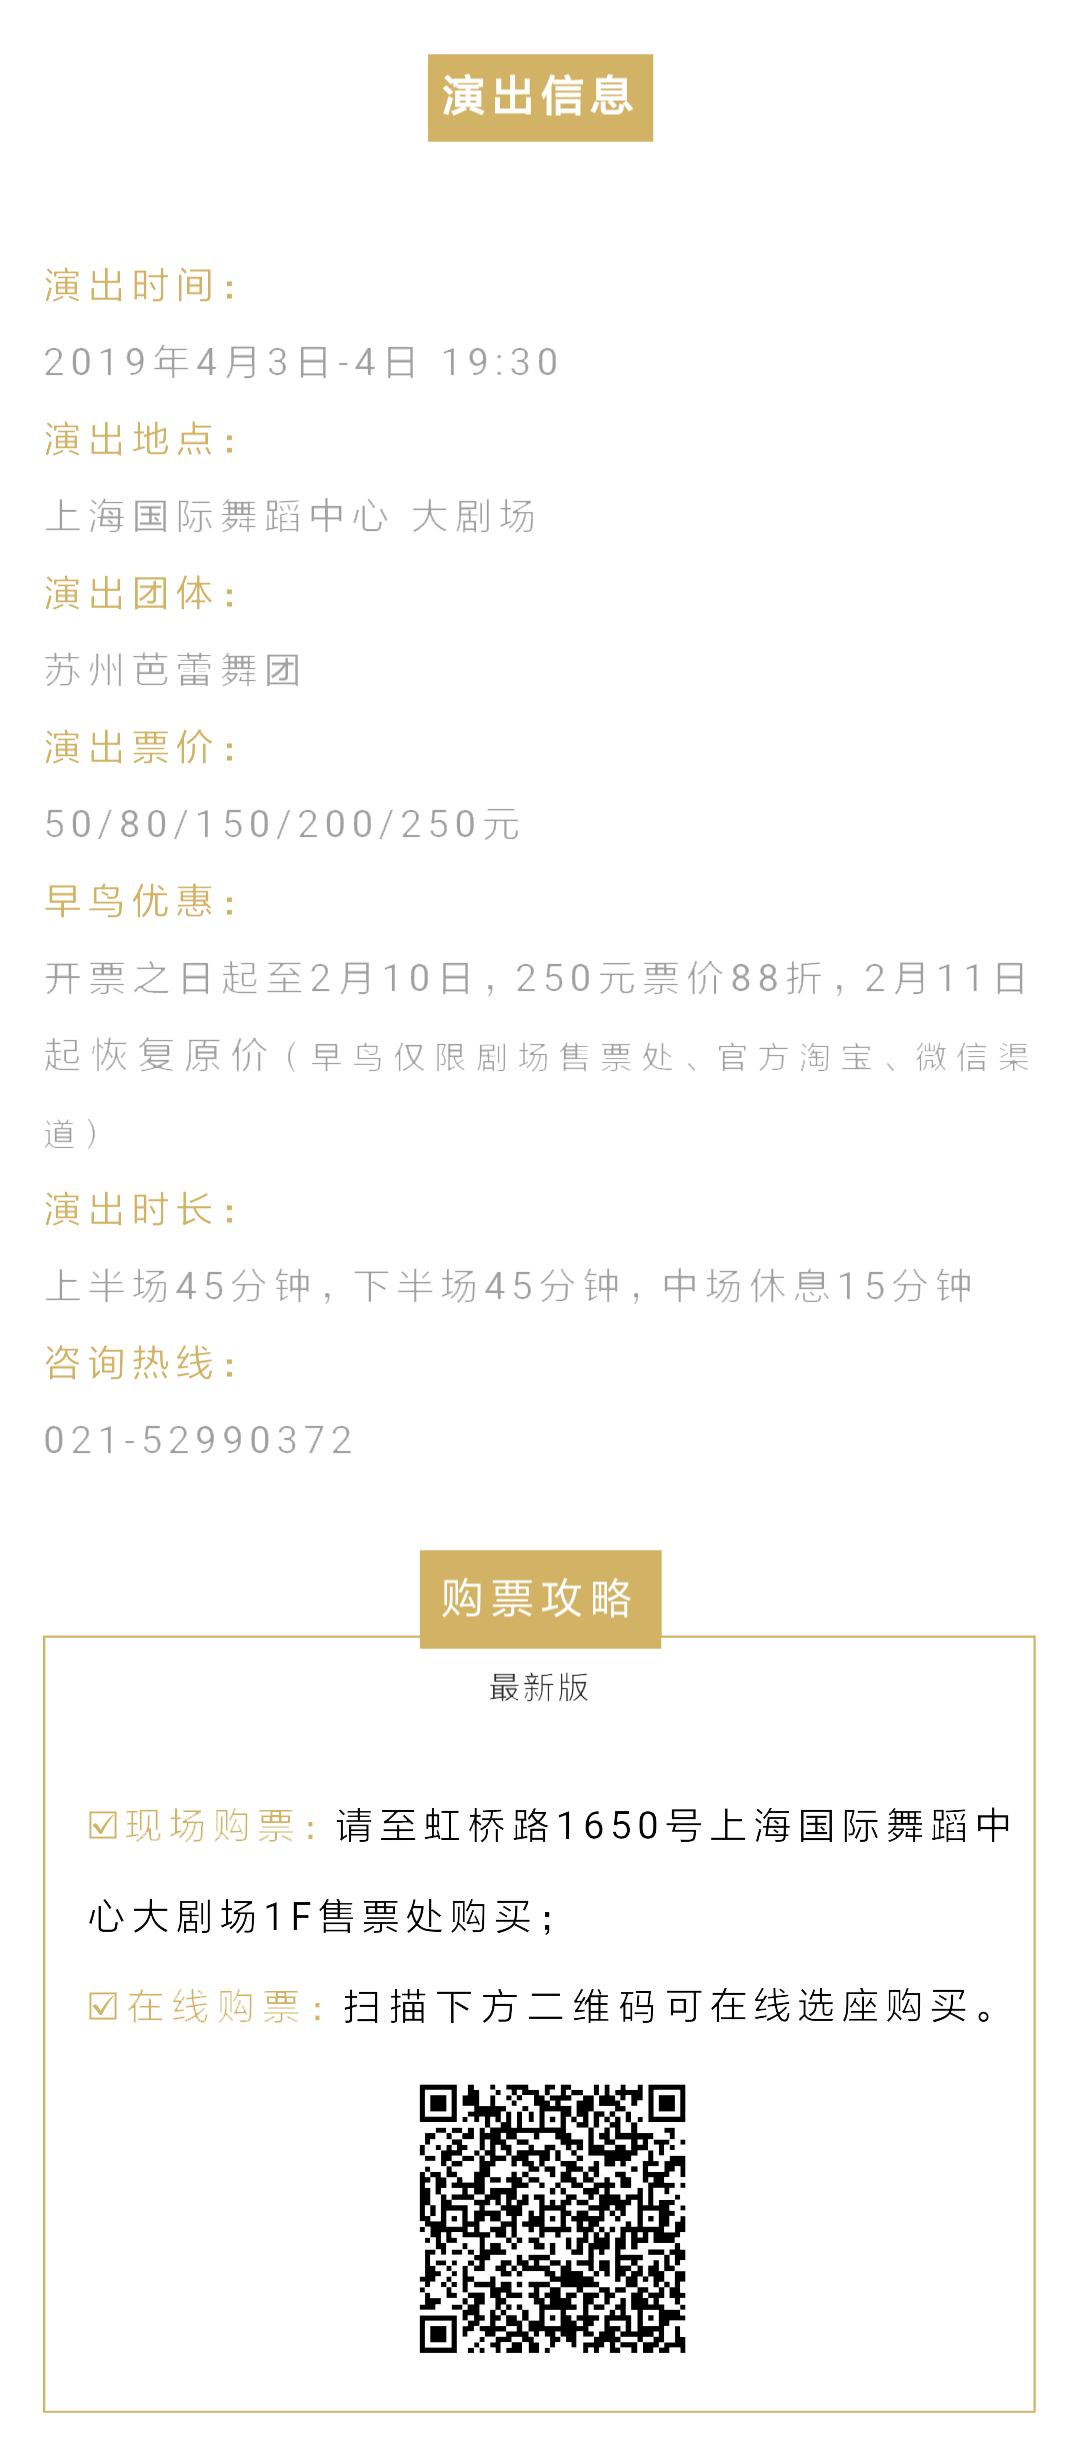 演出信息
演出时间：
2019年4月3日-4日 19:30
演出地点：
上海国际舞蹈中心 大剧场
演出团体：
苏州芭蕾舞团
演出票价：
50/80/150/200/250元
早鸟优惠：
开票之日起至2月10日，250元票价88折，2月11日
起恢复原价（早鸟仅限剧场售票处、官方淘宝、微信渠
道）
演出时长：
上半场45分钟，下半场45分钟，中场休息15分钟
咨询热线：
021-52990372
购票攻略
最新版
☑现场购票：请至虹桥路1650号上海国际舞蹈中
心大剧场1F售票处购买；
☑在线购票：扫描下方二维码可在线选座购买。